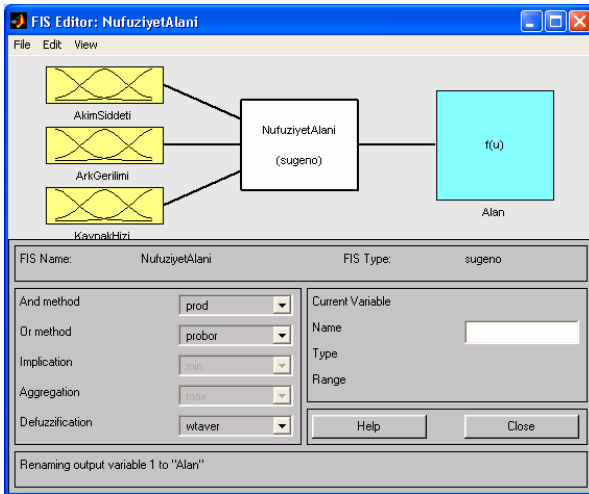 FIS Editor: NufuziyetAlani
File Edit View
AkimSiddeti
ArkGerilimi
KaynakHizi
NufuziyetAlani
(sugeno)
f(u)
Alan
FIS Name: NufuziyetAlani FIS Type: sugeno
And method prod
Or method probor
Implication min
Aggregation max
Defuzzification wtaver
Current Variable
Name
Type
Range
Help Close
Renaming output variable 1 to "Alan"